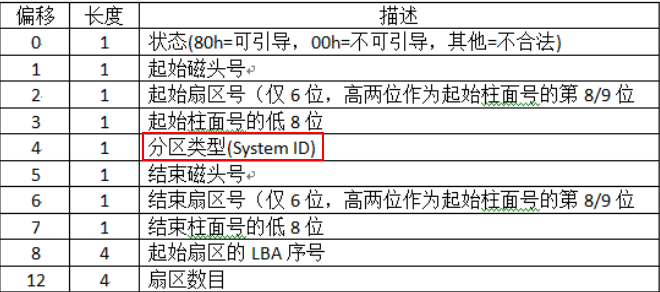 偏移 长度 描述
0 1 状态(80h=可引导，00h=不可引导，其他=不合法)
1 1 起始磁头号
2 1 起始扇区号（仅 6 位，高两位作为起始柱面号的第 8/9 位
3 1 起始柱面号的低 8 位
4 1 分区类型(System ID)
5 1 结束磁头号
6 1 结束扇区号（仅 6 位，高两位作为起始柱面号的第 8/9 位
7 1 结束柱面号的低 8 位
8 4 起始扇区的 LBA 序号
12 4 扇区数目